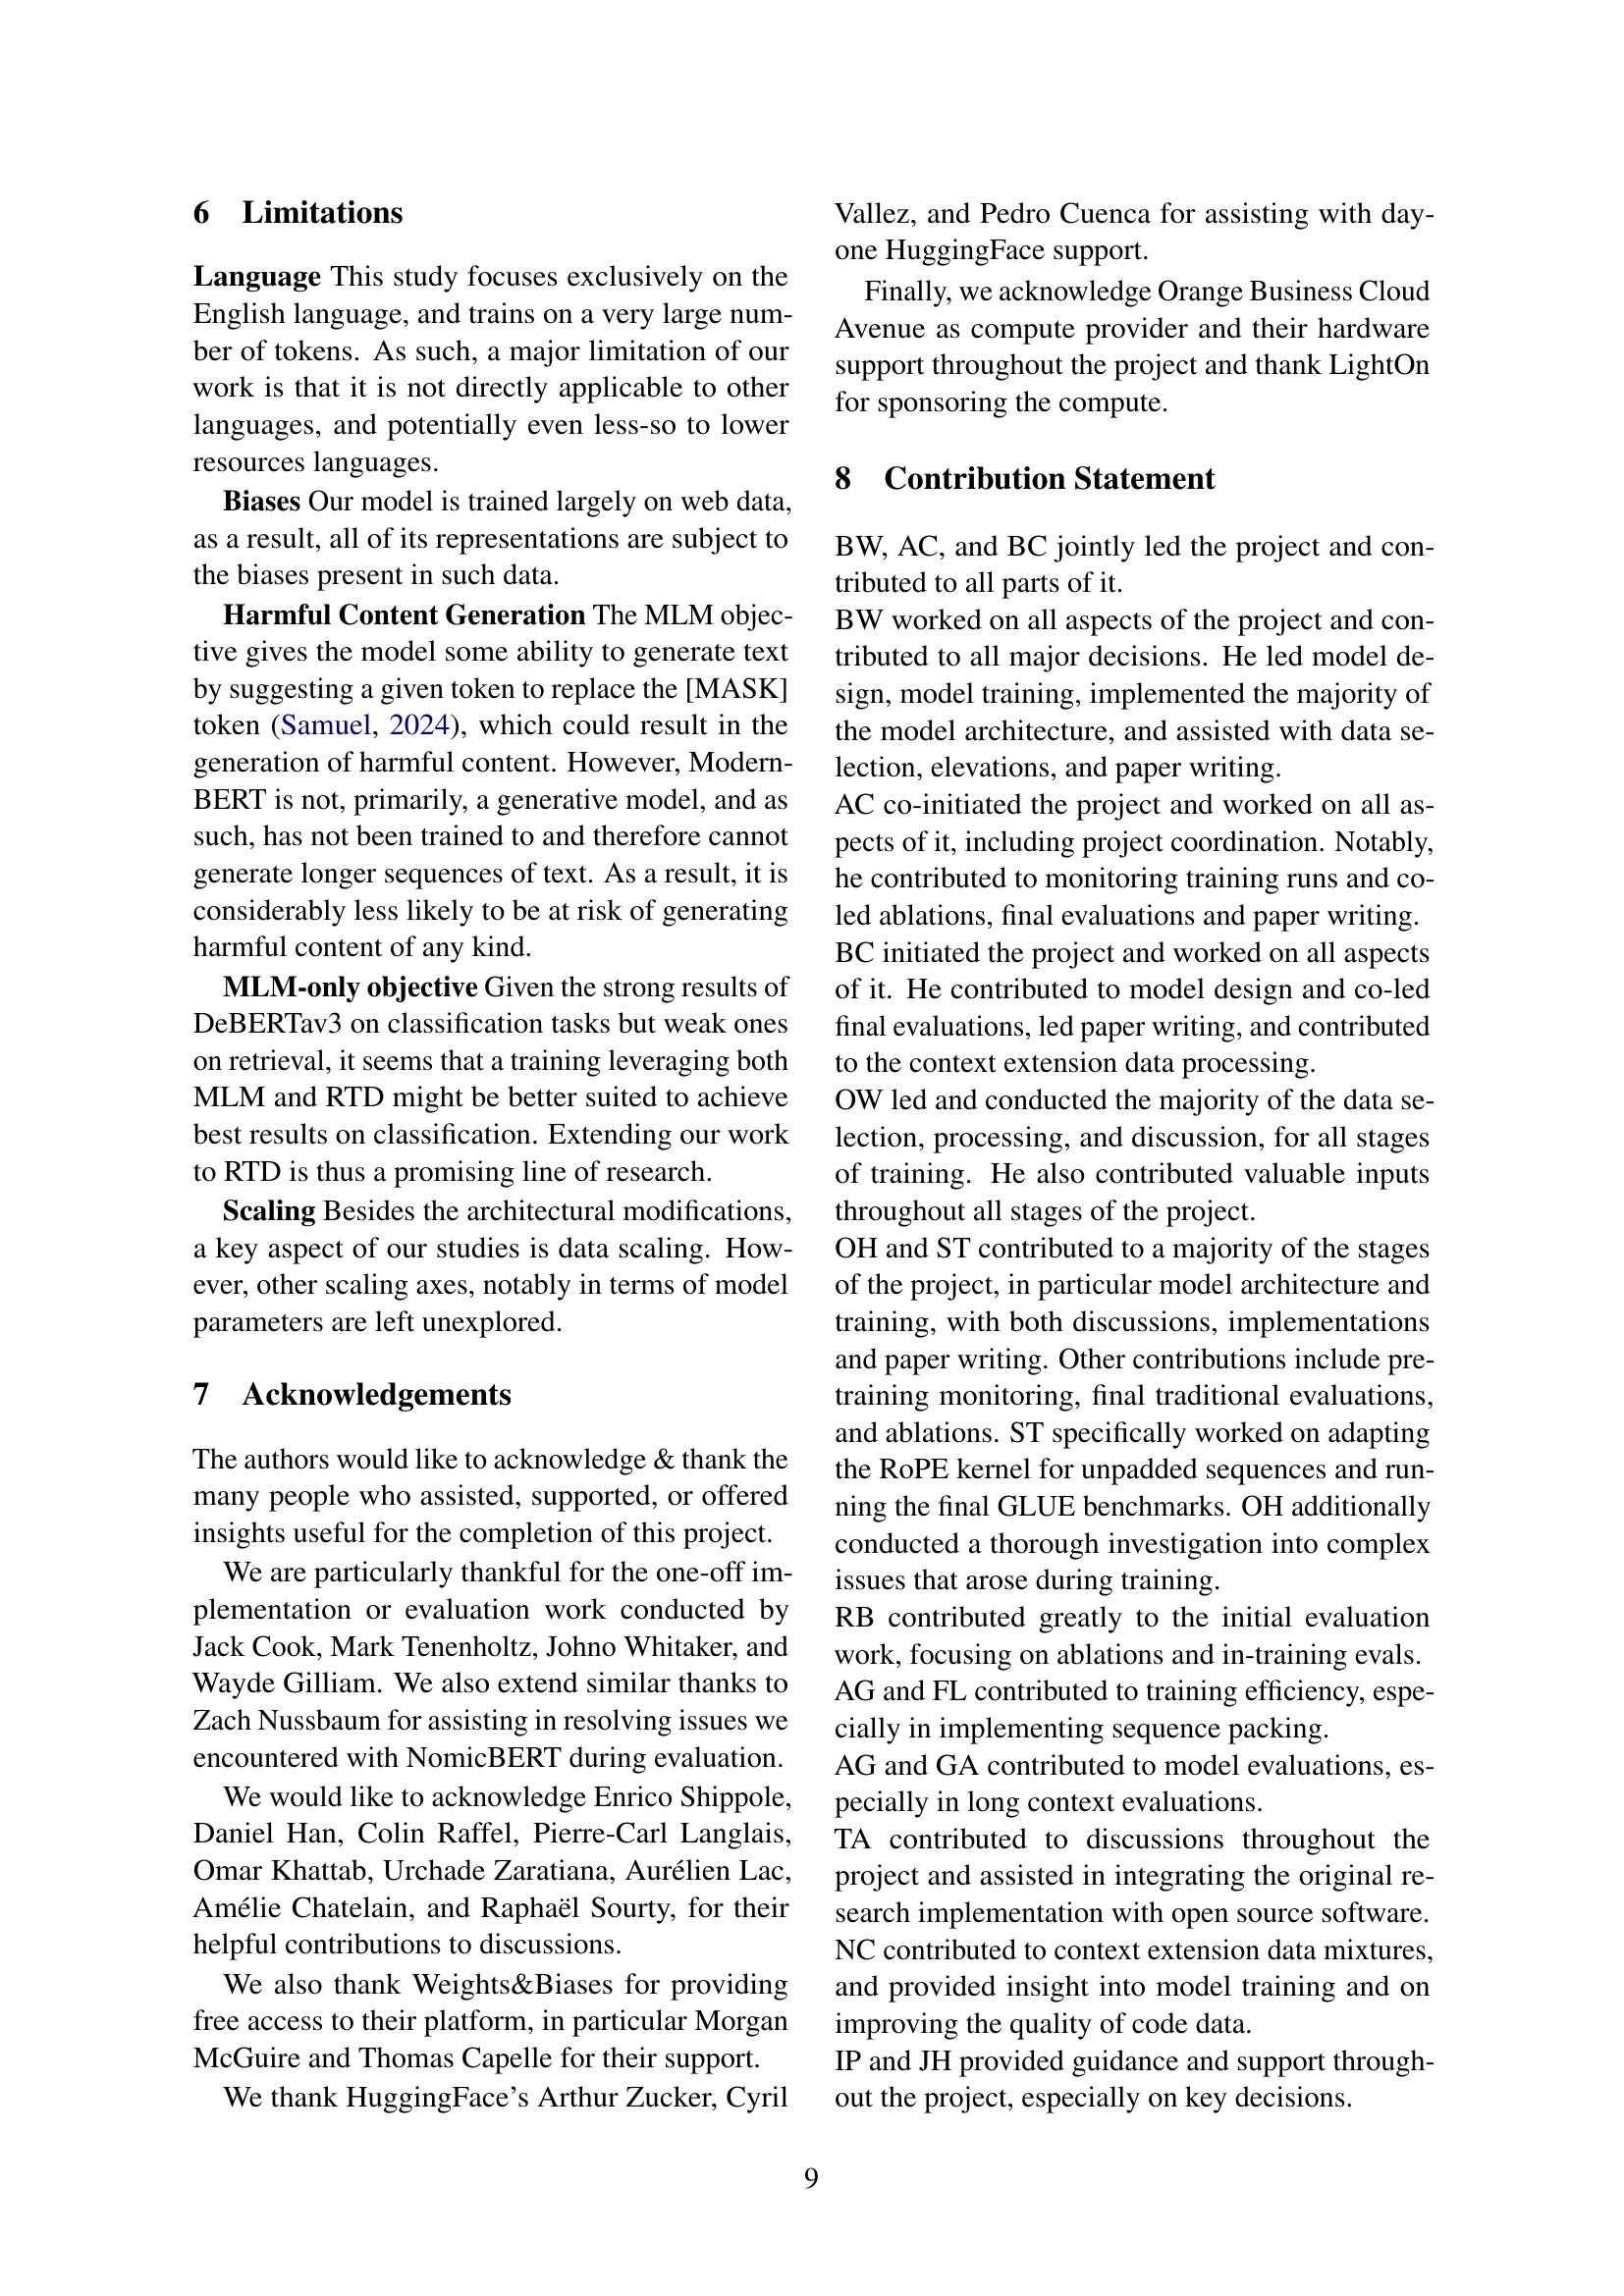 6 Limitations
Language This study focuses exclusively on the
English language, and trains on a very large num-
ber of tokens. As such, a major limitation of our
work is that it is not directly applicable to other
languages, and potentially even less-so to lower
resources languages.
Biases Our model is trained largely on web data,
as a result, all of its representations are subject to
the biases present in such data.
Harmful Content Generation The MLM objec-
tive gives the model some ability to generate text
by suggesting a given token to replace the [MASK]
token (Samuel, 2024), which could result in the
generation of harmful content. However, Modern-
BERT is not, primarily, a generative model, and as
such, has not been trained to and therefore cannot
generate longer sequences of text. As a result, it is
considerably less likely to be at risk of generating
harmful content of any kind.
MLM-only objective Given the strong results of
DeBERTav3 on classification tasks but weak ones
on retrieval, it seems that a training leveraging both
MLM and RTD might be better suited to achieve
best results on classification. Extending our work
to RTD is thus a promising line of research.
Scaling Besides the architectural modifications,
a key aspect of our studies is data scaling. How-
ever, other scaling axes, notably in terms of model
parameters are left unexplored.
7 Acknowledgements
The authors would like to acknowledge & thank the
many people who assisted, supported, or offered
insights useful for the completion of this project.
We are particularly thankful for the one-off im-
plementation or evaluation work conducted by
Jack Cook, Mark Tenenholtz, Johno Whitaker, and
Wayde Gilliam. We also extend similar thanks to
Zach Nussbaum for assisting in resolving issues we
encountered with NomicBERT during evaluation.
We would like to acknowledge Enrico Shippole,
Daniel Han, Colin Raffel, Pierre-Carl Langlais,
Omar Khattab, Urchade Zaratiana, Aurélien Lac,
Amélie Chatelain, and Raphaël Sourty, for their
helpful contributions to discussions.
We also thank Weights&Biases for providing
free access to their platform, in particular Morgan
McGuire and Thomas Capelle for their support.
We thank HuggingFace's Arthur Zucker, Cyril
Vallez, and Pedro Cuenca for assisting with day-
one HuggingFace support.
Finally, we acknowledge Orange Business Cloud
Avenue as compute provider and their hardware
support throughout the project and thank LightOn
for sponsoring the compute.
8 Contribution Statement
BW, AC, and BC jointly led the project and con-
tributed to all parts of it.
BW worked on all aspects of the project and con-
tributed to all major decisions. He led model de-
sign, model training, implemented the majority of
the model architecture, and assisted with data se-
lection, elevations, and paper writing.
AC co-initiated the project and worked on all as-
pects of it, including project coordination. Notably,
he contributed to monitoring training runs and co-
led ablations, final evaluations and paper writing.
BC initiated the project and worked on all aspects
of it. He contributed to model design and co-led
final evaluations, led paper writing, and contributed
to the context extension data processing.
OW led and conducted the majority of the data se-
lection, processing, and discussion, for all stages
of training. He also contributed valuable inputs
throughout all stages of the project.
OH and ST contributed to a majority of the stages
of the project, in particular model architecture and
training, with both discussions, implementations
and paper writing. Other contributions include pre-
training monitoring, final traditional evaluations,
and ablations. ST specifically worked on adapting
the RoPE kernel for unpadded sequences and run-
ning the final GLUE benchmarks. OH additionally
conducted a thorough investigation into complex
issues that arose during training.
RB contributed greatly to the initial evaluation
work, focusing on ablations and in-training evals.
AG and FL contributed to training efficiency, espe-
cially in implementing sequence packing.
AG and GA contributed to model evaluations, es-
pecially in long context evaluations.
TA contributed to discussions throughout the
project and assisted in integrating the original re-
search implementation with open source software.
NC contributed to context extension data mixtures,
and provided insight into model training and on
improving the quality of code data.
IP and JH provided guidance and support through-
out the project, especially on key decisions.
9